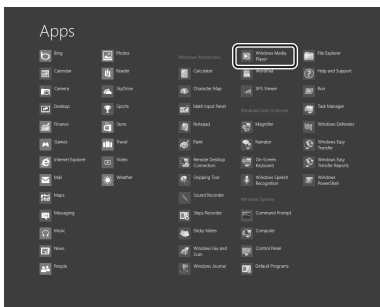 Apps
Bing
Calendar
Camera
Desktop
Finance
Games
Internet Explorer
Mail
Maps
Messaging
Music
News
People
Photos
Reader
SkyDrive
Sports
Store
Travel
Video
Weather
Windows Accessories
Calculator
Character Map
Math Input Panel
Notepad
Paint
Remote Desktop
Connection
Snipping Tool
Sound Recorder
Steps Recorder
Sticky Notes
Windows Fax and
Scan
Windows Journal
Windows Media
Player
WordPad
XPS Viewer
Windows Ease of Access
Magnifier
Narrator
On-Screen
Keyboard
Windows Speech
Recognition
Windows System
Command Prompt
Computer
Control Panel
Default Programs
File Explorer
Help and Support
Run
Task Manager
Windows Defender
Windows Easy
Transfer
Windows Easy
Transfer Reports
Windows
PowerShell